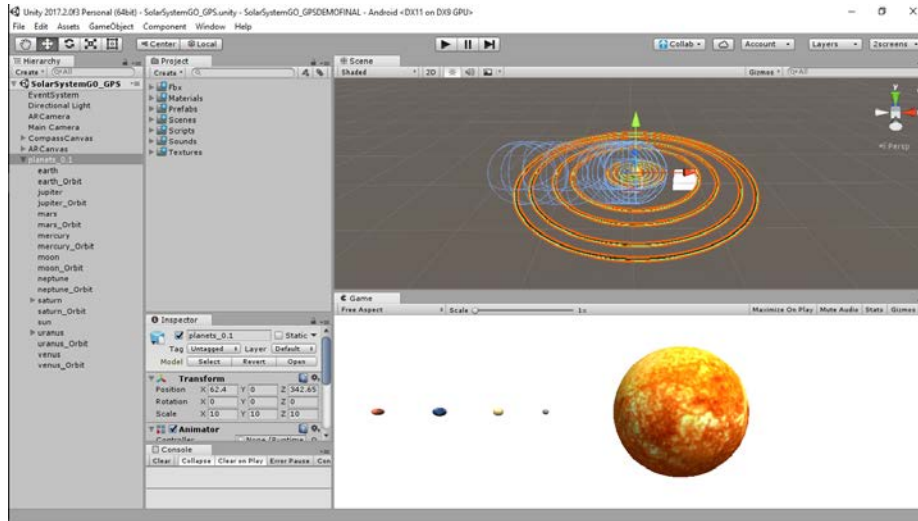 Unity 2017.2.0f3 Personal (64bit) - SolarSystemGO_GPS.unity - SolarSystemGO_GPSDEMOFINAL - Android <DX11 on DX9 GPU>
File Edit Assets GameObject Component Window Help
Center Local Collab Account Layers 2screens
Hierarchy
Create
All
SolarSystemGO_GPS
EventSystem
Directional Light
ARCamera
Main Camera
CompassCanvas
ARCanvas
planets_0.1
earth
earth_Orbit
jupiter
jupiter_Orbit
mars
mars_Orbit
mercury
mercury_Orbit
moon
moon_Orbit
neptune
neptune_Orbit
saturn
saturn_Orbit
sun
uranus
uranus_Orbit
venus
venus_Orbit
Project
Create
Fbx
Materials
Prefabs
Scenes
Scripts
Sounds
Textures
Inspector
planets_0.1 Static
Tag Untagged Layer Default
Model Select Revert Open
Transform
Position X 62.4 Y 0 Z 342.65
Rotation X 0 Y 0 Z 0
Scale X 10 Y 10 Z 10
Animator
Controller None (Runtime
Console
Clear Collapse Clear on Play Error Pause Con
Scene
Shaded 2D Gizmos All
y
Persp
Game
Free Aspect Scale 1x Maximize On Play Mute Audio Stats Gizmos